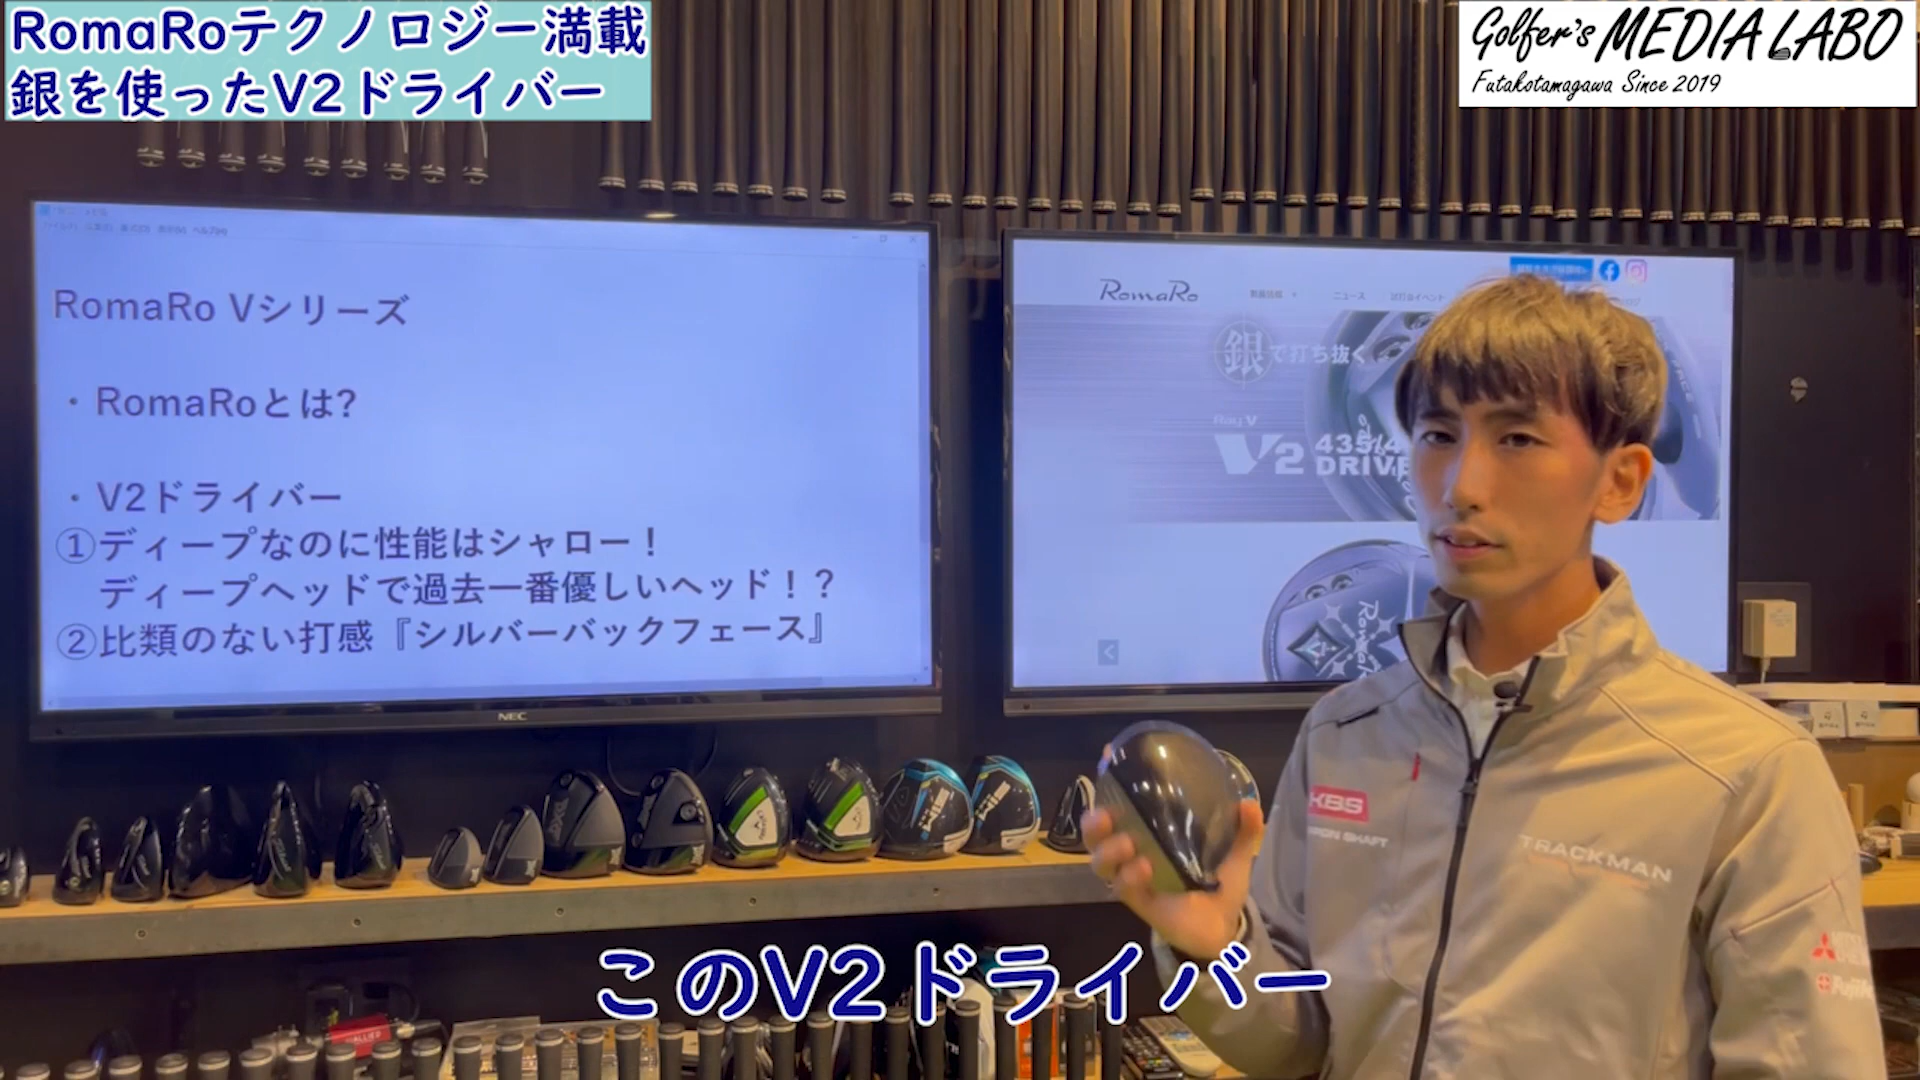 RomaRoテクノロジー満載
銀を使ったV2ドライバー
Golfer's MEDIA LABO
Futakotamagawa Since 2019
RomaRo Vシリーズ
・RomaRoとは?
・V2ドライバー
①ディープなのに性能はシャロー！
ディープヘッドで過去一番優しいヘッド！？
②比類のない打感『シルバーバックフェース』
NEC
RomaRo
ニュース
銀で打ち抜く
Ray V
V2 435
DRIVE
KBS
TRACKMAN
このV2ドライバー